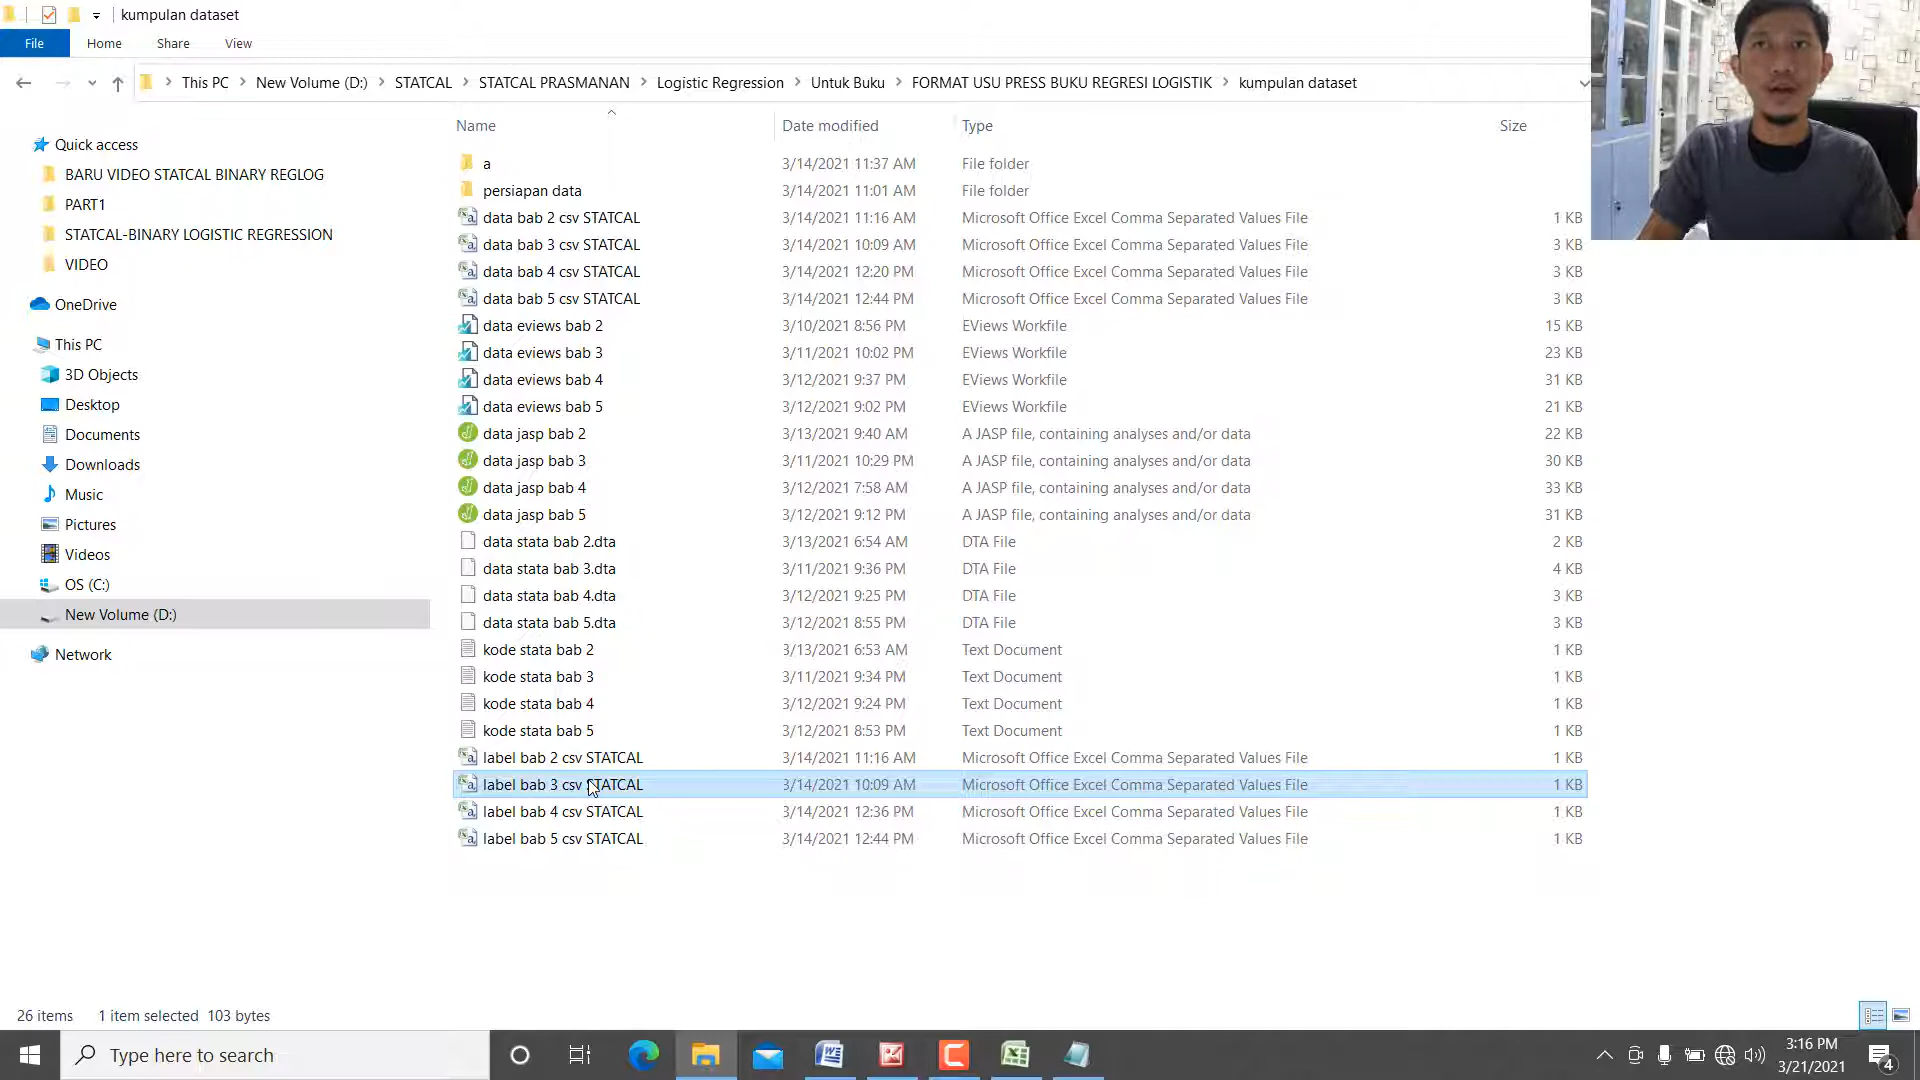 kumpulan dataset
File Home Share View
This PC New Volume (D:) STATCAL STATCAL PRASMANAN Logistic Regression Untuk Buku FORMAT USU PRESS BUKU REGRESI LOGISTIK kumpulan dataset
Name Date modified Type Size
Quick access
BARU VIDEO STATCAL BINARY REGLOG
PART1
STATCAL-BINARY LOGISTIC REGRESSION
VIDEO
OneDrive
This PC
3D Objects
Desktop
Documents
Downloads
Music
Pictures
Videos
OS (C:)
New Volume (D:)
Network
a 3/14/2021 11:37 AM File folder
persiapan data 3/14/2021 11:01 AM File folder
data bab 2 csv STATCAL 3/14/2021 11:16 AM Microsoft Office Excel Comma Separated Values File 1 KB
data bab 3 csv STATCAL 3/14/2021 10:09 AM Microsoft Office Excel Comma Separated Values File 3 KB
data bab 4 csv STATCAL 3/14/2021 12:20 PM Microsoft Office Excel Comma Separated Values File 3 KB
data bab 5 csv STATCAL 3/14/2021 12:44 PM Microsoft Office Excel Comma Separated Values File 3 KB
data eviews bab 2 3/10/2021 8:56 PM EViews Workfile 15 KB
data eviews bab 3 3/11/2021 10:02 PM EViews Workfile 23 KB
data eviews bab 4 3/12/2021 9:37 PM EViews Workfile 31 KB
data eviews bab 5 3/12/2021 9:02 PM EViews Workfile 21 KB
data jasp bab 2 3/13/2021 9:40 AM A JASP file, containing analyses and/or data 22 KB
data jasp bab 3 3/11/2021 10:29 PM A JASP file, containing analyses and/or data 30 KB
data jasp bab 4 3/12/2021 7:58 AM A JASP file, containing analyses and/or data 33 KB
data jasp bab 5 3/12/2021 9:12 PM A JASP file, containing analyses and/or data 31 KB
data stata bab 2.dta 3/13/2021 6:54 AM DTA File 2 KB
data stata bab 3.dta 3/11/2021 9:36 PM DTA File 4 KB
data stata bab 4.dta 3/12/2021 9:25 PM DTA File 3 KB
data stata bab 5.dta 3/12/2021 8:55 PM DTA File 3 KB
kode stata bab 2 3/13/2021 6:53 AM Text Document 1 KB
kode stata bab 3 3/11/2021 9:34 PM Text Document 1 KB
kode stata bab 4 3/12/2021 9:24 PM Text Document 1 KB
kode stata bab 5 3/12/2021 8:53 PM Text Document 1 KB
label bab 2 csv STATCAL 3/14/2021 11:16 AM Microsoft Office Excel Comma Separated Values File 1 KB
label bab 3 csv STATCAL 3/14/2021 10:09 AM Microsoft Office Excel Comma Separated Values File 1 KB
label bab 4 csv STATCAL 3/14/2021 12:36 PM Microsoft Office Excel Comma Separated Values File 1 KB
label bab 5 csv STATCAL 3/14/2021 12:44 PM Microsoft Office Excel Comma Separated Values File 1 KB
26 items 1 item selected 103 bytes
Type here to search
3:16 PM
3/21/2021
4